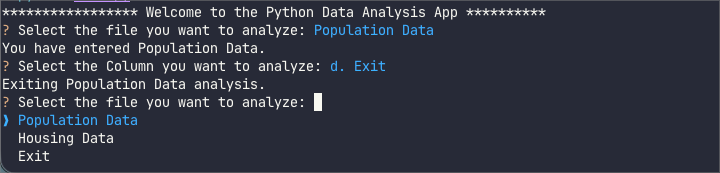 ***************** Welcome to the Python Data Analysis App **********
? Select the file you want to analyze: Population Data
You have entered Population Data.
? Select the Column you want to analyze: d. Exit
Exiting Population Data analysis.
? Select the file you want to analyze:
❯ Population Data
Housing Data
Exit